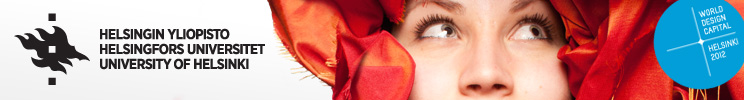 HELSINGIN YLIOPISTO
HELSINGFORS UNIVERSITET
UNIVERSITY OF HELSINKI
WORLD
DESIGN
CAPITAL
HELSINKI
2012